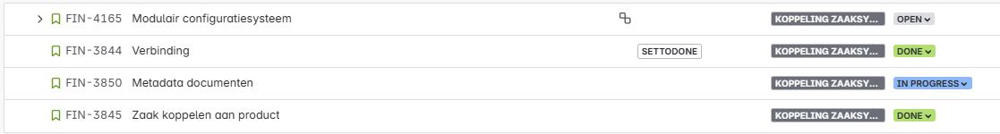 FIN-4165 Modulair configuratiesysteem KOPPELING ZAAKSY... OPEN
FIN-3844 Verbinding SETTODONE KOPPELING ZAAKSY... DONE
FIN-3850 Metadata documenten KOPPELING ZAAKSY... IN PROGRESS
FIN-3845 Zaak koppelen aan product KOPPELING ZAAKSY... DONE